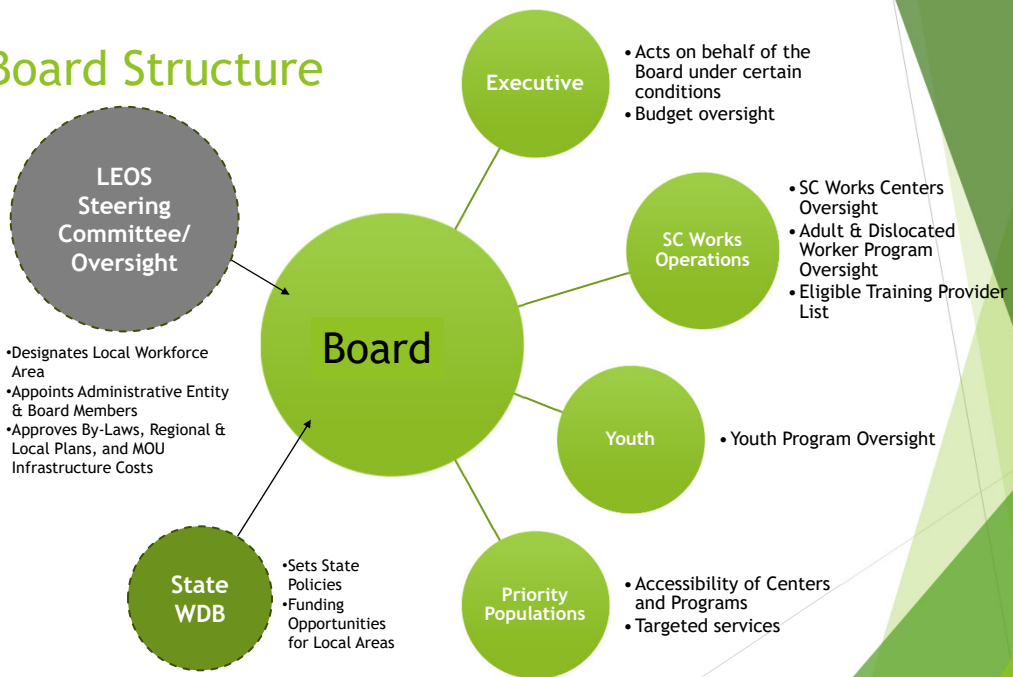 Board Structure
LEOS
Steering
Committee/
Oversight
•Designates Local Workforce
Area
•Appoints Administrative Entity
& Board Members
•Approves By-Laws, Regional &
Local Plans, and MOU
Infrastructure Costs
State
WDB
•Sets State
Policies
•Funding
Opportunities
for Local Areas
Board
Executive
• Acts on behalf of the
Board under certain
conditions
• Budget oversight
SC Works
Operations
• SC Works Centers
Oversight
• Adult & Dislocated
Worker Program
Oversight
• Eligible Training Provider
List
Youth
• Youth Program Oversight
Priority
Populations
• Accessibility of Centers
and Programs
• Targeted services